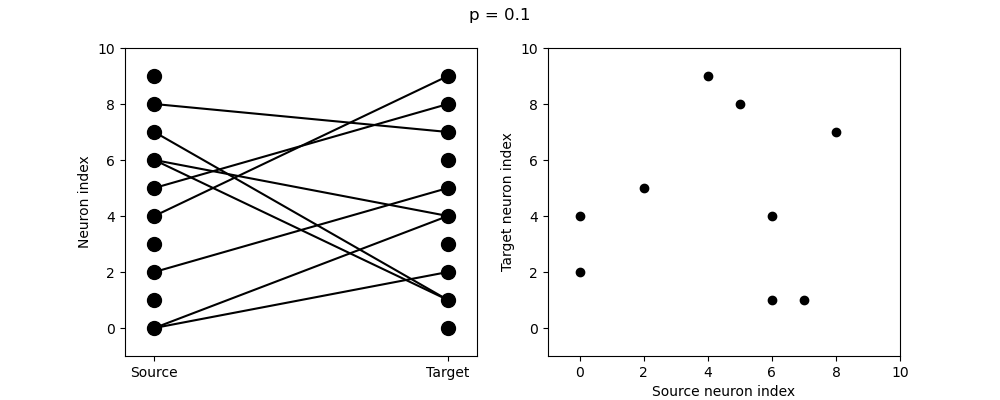 p = 0.1
10
8
6
4
2
0
Neuron index
Source Target
10
8
6
4
2
0
Target neuron index
0 2 4 6 8 10
Source neuron index